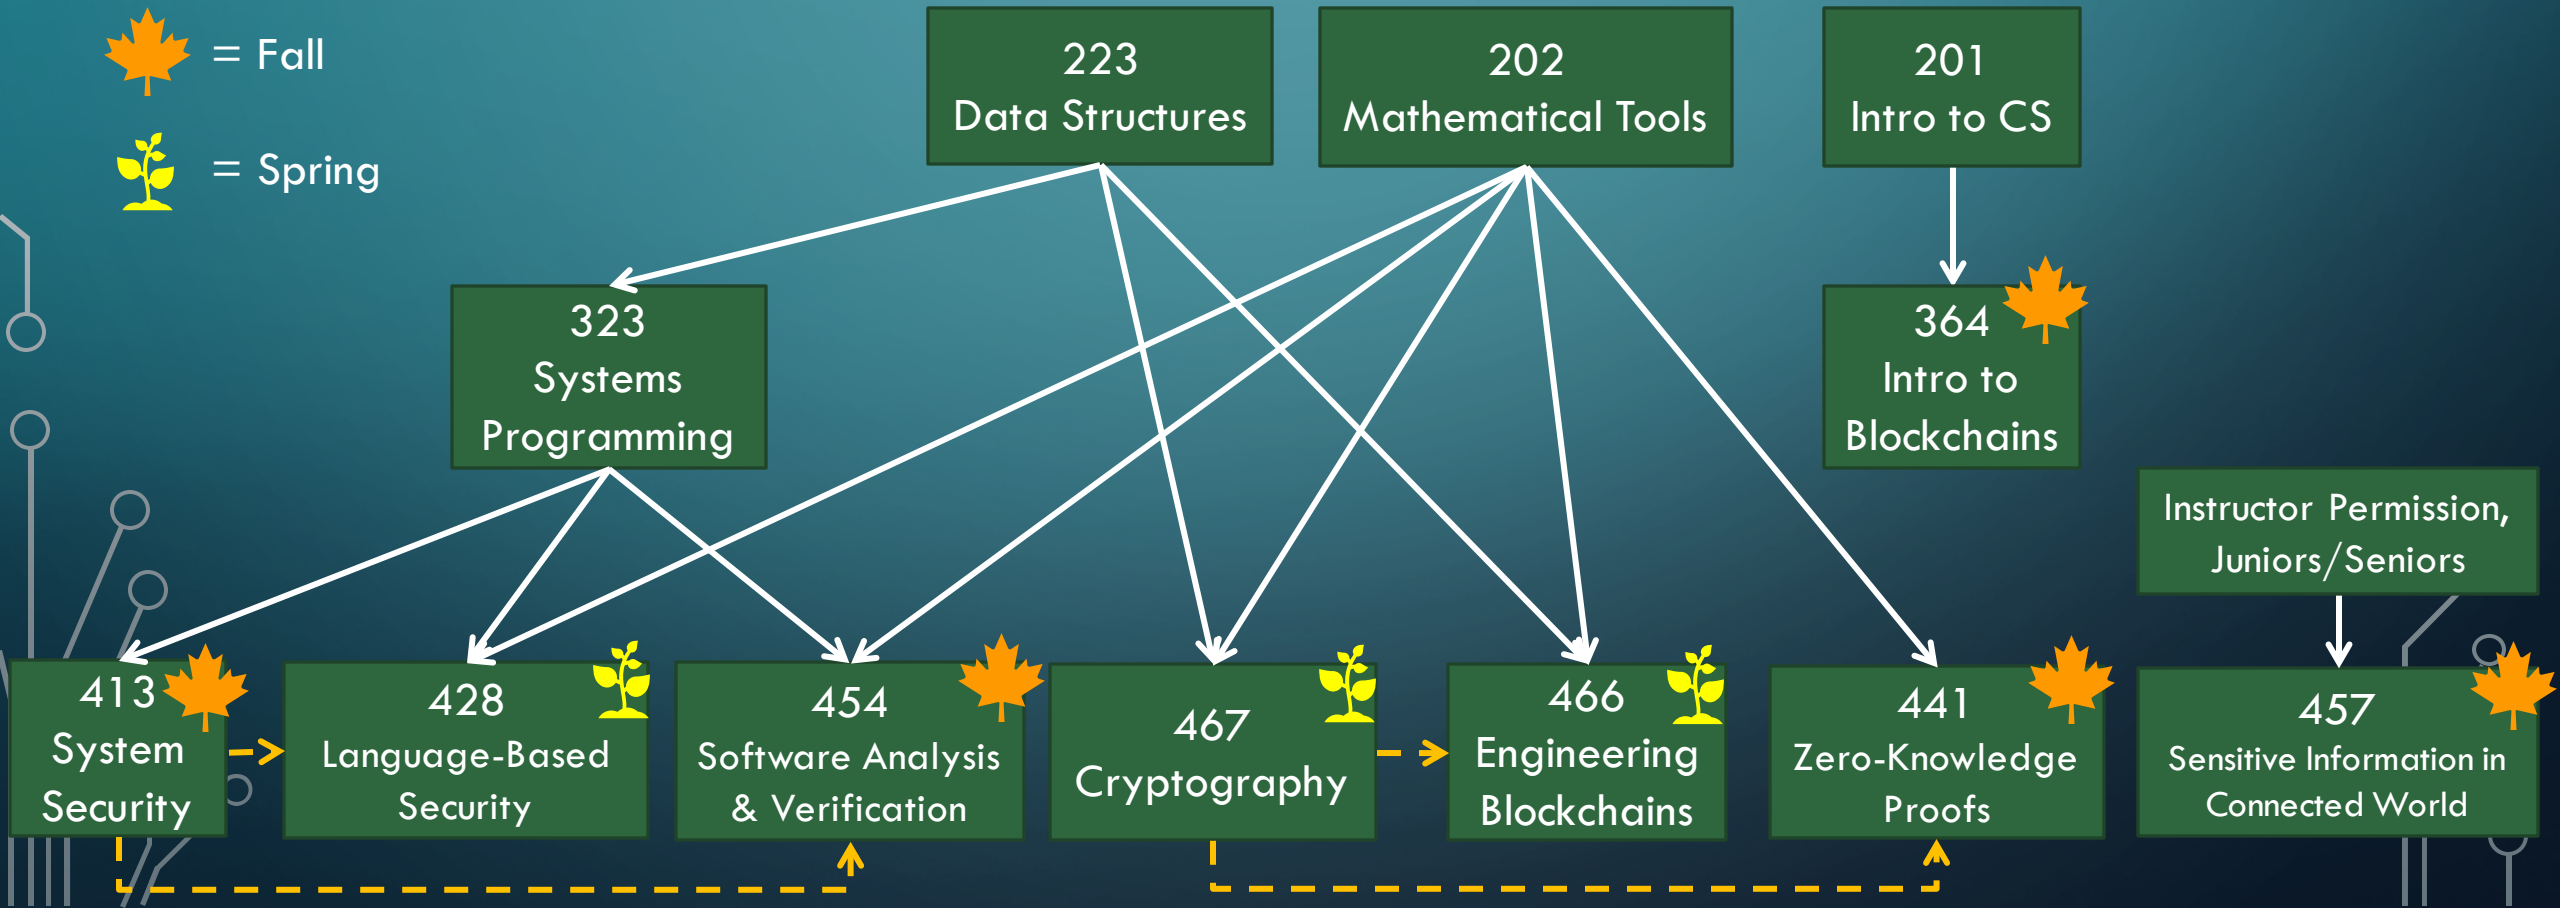 = Fall
= Spring
223
Data Structures
202
Mathematical Tools
201
Intro to CS
323
Systems
Programming
364
Intro to
Blockchains
Instructor Permission,
Juniors/Seniors
413
System
Security
428
Language-Based
Security
454
Software Analysis
& Verification
467
Cryptography
466
Engineering
Blockchains
441
Zero-Knowledge
Proofs
457
Sensitive Information in
Connected World